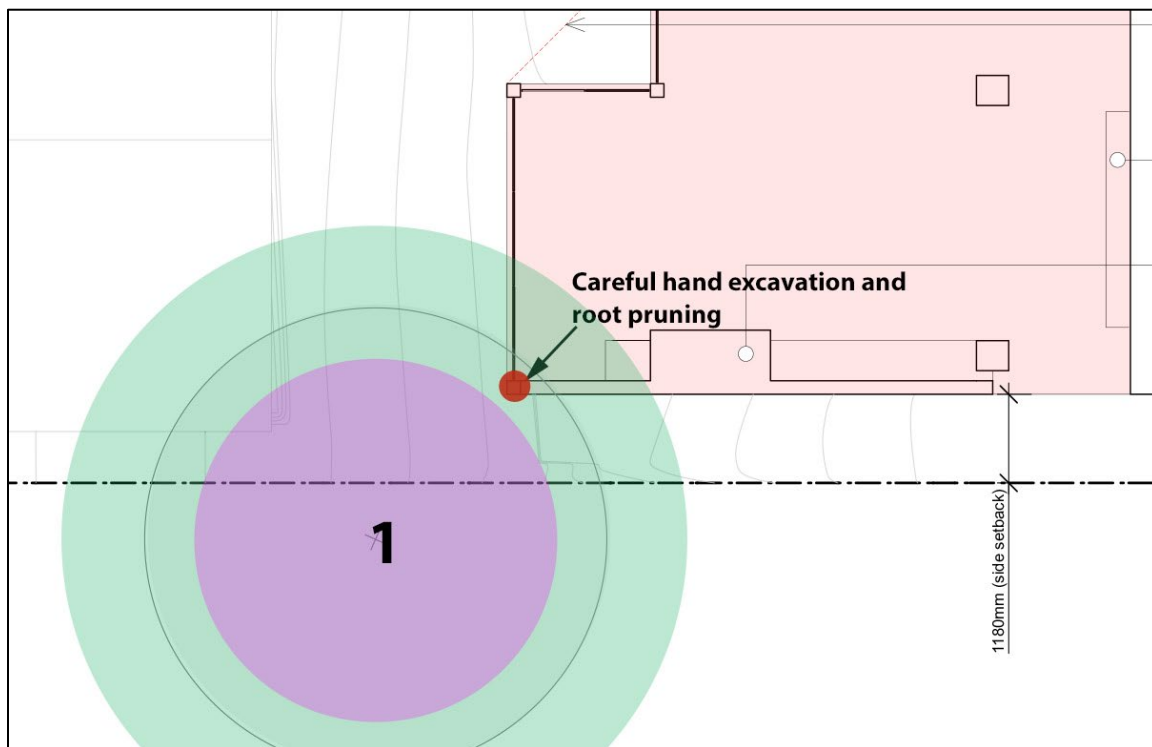 Careful hand excavation and
root pruning
1
1180mm (side setback)